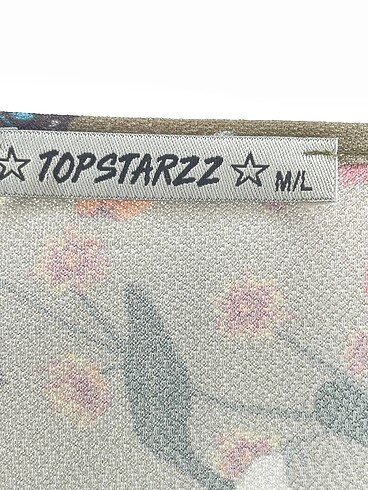 ☆ TOPSTARZZ ☆ M/L